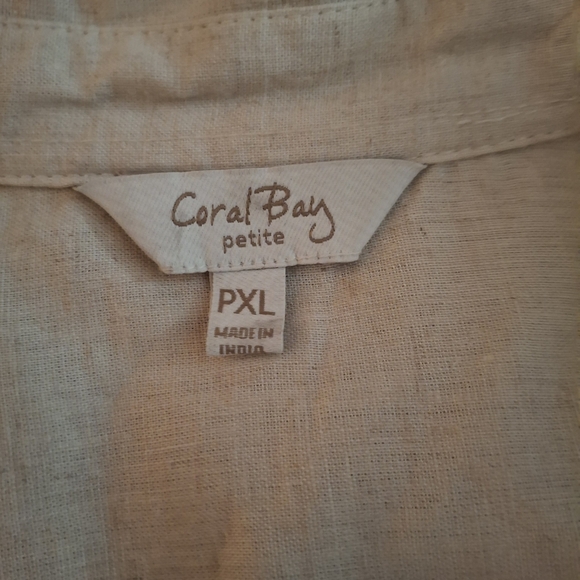 Coral Bay
petite
PXL
MADE IN
INDIA